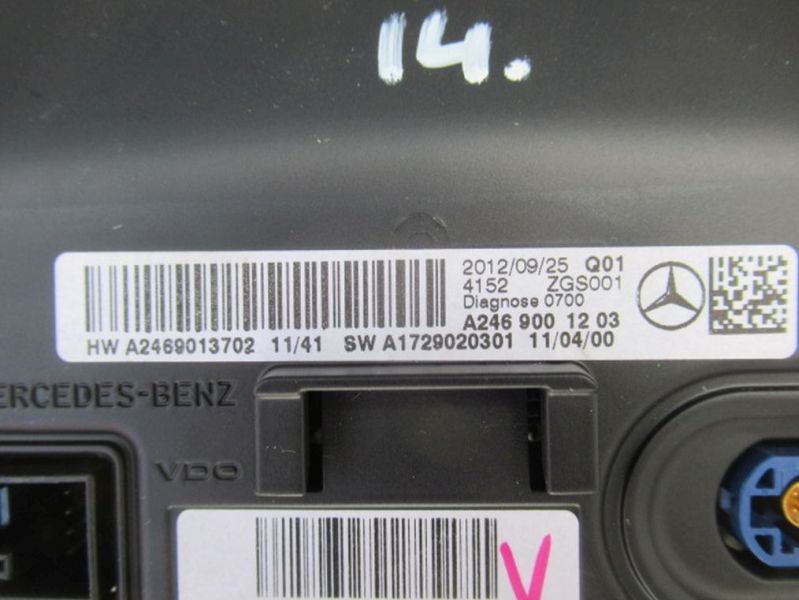 14.
2012/09/25 Q01
4152 ZGS001
Diagnose 0700
A246 900 12 03
HW A2469013702 11/41 SW A1729020301 11/04/00
ERCEDES-BENZ
VDO
V